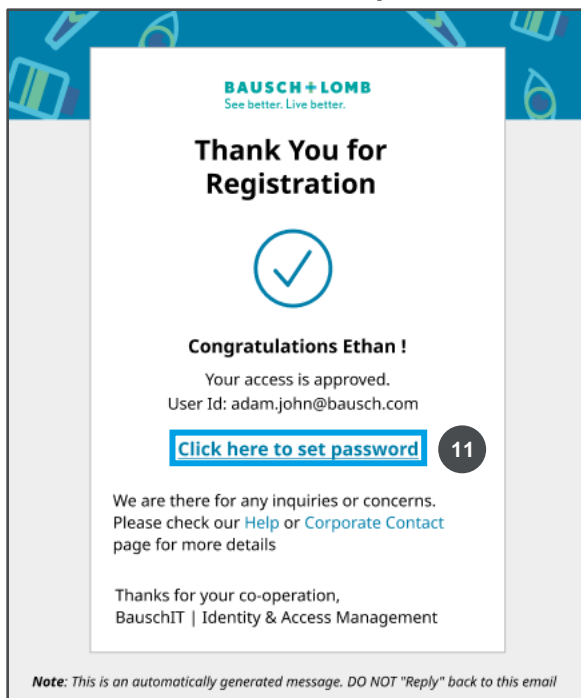 BAUSCH + LOMB
See better. Live better.
Thank You for
Registration
Congratulations Ethan !
Your access is approved.
User Id: adam.john@bausch.com
Click here to set password
11
We are there for any inquiries or concerns.
Please check our Help or Corporate Contact
page for more details
Thanks for your co-operation,
BauschIT | Identity & Access Management
Note: This is an automatically generated message. DO NOT "Reply" back to this email